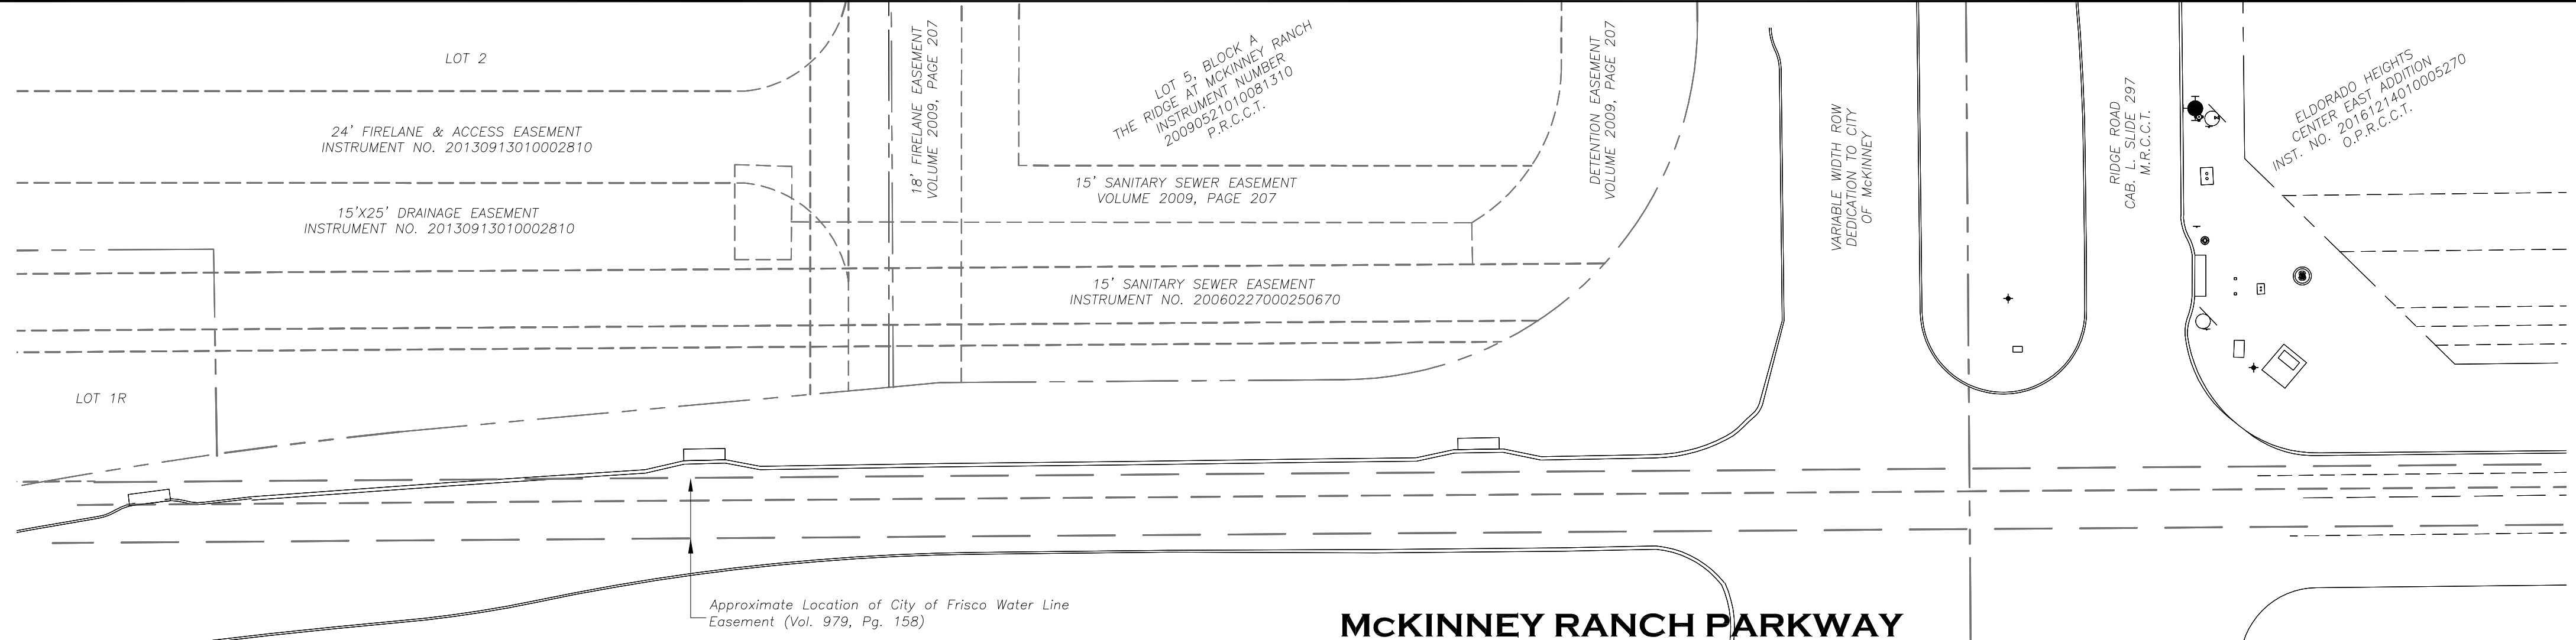 LOT 2
24' FIRELANE & ACCESS EASEMENT
INSTRUMENT NO. 20130913010002810
15'X25' DRAINAGE EASEMENT
INSTRUMENT NO. 20130913010002810
LOT 1R
18' FIRELANE EASEMENT
VOLUME 2009, PAGE 207
LOT 5, BLOCK A
THE RIDGE AT MCKINNEY RANCH
INSTRUMENT NUMBER
20090521010081310
P.R.C.C.T.
15' SANITARY SEWER EASEMENT
VOLUME 2009, PAGE 207
15' SANITARY SEWER EASEMENT
INSTRUMENT NO. 20060227000250670
DETENTION EASEMENT
VOLUME 2009, PAGE 207
VARIABLE WIDTH ROW
DEDICATION TO CITY
OF McKINNEY
RIDGE ROAD
CAB. L. SLIDE 297
M.R.C.C.T.
ELDORADO HEIGHTS
CENTER EAST ADDITION
INST. NO. 20161214010005270
O.P.R.C.C.T.
Approximate Location of City of Frisco Water Line
Easement (Vol. 979, Pg. 158)
McKINNEY RANCH PARKWAY